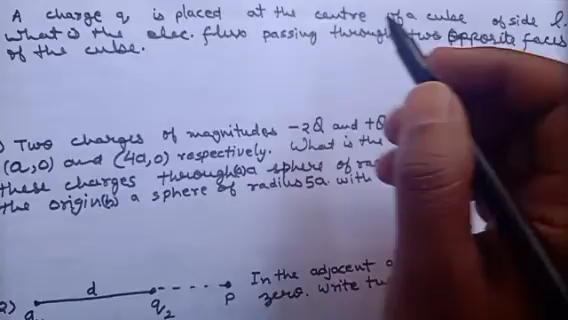 A charge q is placed at the centre of a cube of side l.
what is the elec. flux passing through two opposite faces
of the cube.
) Two charges of magnitudes -2Q and +Q
(a,0) and (4a,0) respectively. What is the
these charges through(a) a sphere of ra
the origin(b) a sphere of radius 5a. with
2)
d
q₂
P
In the adjacent
zero. Write